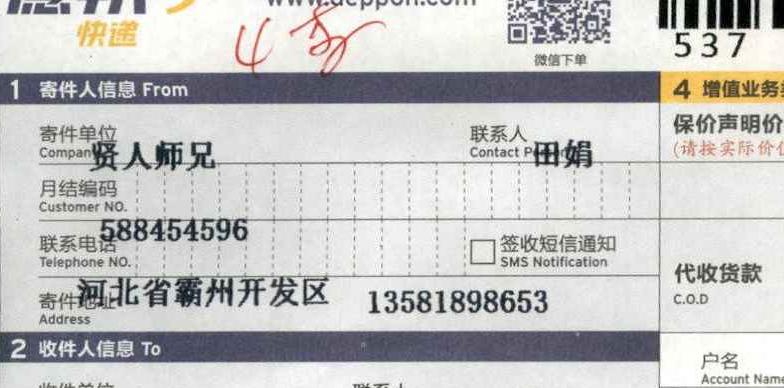 www.deppon.com
快递
4
微信下单
537
1 寄件人信息 From
4 增值业务
寄件单位
Company
贤人师兄
联系人
Contact P
田娟
保价声明价
(请按实际价值
月结编码
Customer NO.
588454596
联系电话
Telephone NO.
签收短信通知
SMS Notification
代收货款
C.O.D
寄件地址
Address
河北省霸州开发区 13581898653
2 收件人信息 To
户名
Account Name